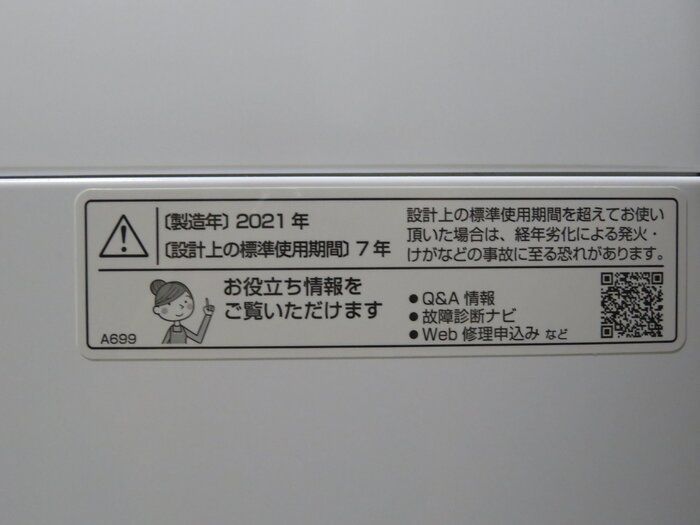 〔製造年〕2021年
〔設計上の標準使用期間〕7年
設計上の標準使用期間を超えてお使い
頂いた場合は、経年劣化による発火・
けがなどの事故に至る恐れがあります。
お役立ち情報を
ご覧いただけます
●Q&A 情報
●故障診断ナビ
●Web 修理申込み など
A699